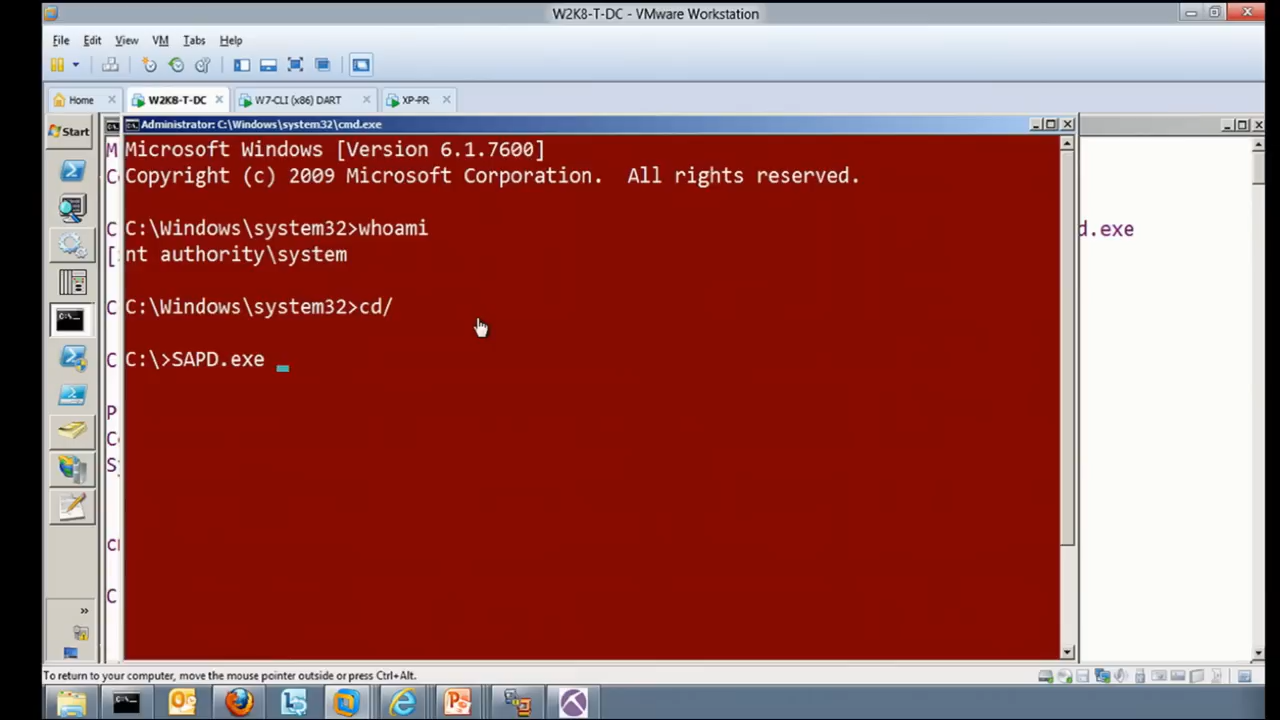 W2K8-T-DC - VMware Workstation
File Edit View VM Tabs Help
Home W2K8-T-DC W7-CLI (x86) DART XP-PR
Start
Administrator: C:\Windows\system32\cmd.exe
Microsoft Windows [Version 6.1.7600]
Copyright (c) 2009 Microsoft Corporation. All rights reserved.
C:\Windows\system32>whoami
d.exe
nt authority\system
C:\Windows\system32>cd/
C:\>SAPD.exe
To return to your computer, move the mouse pointer outside or press Ctrl+Alt.